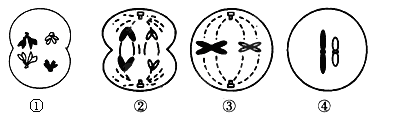 ① ② ③ ④